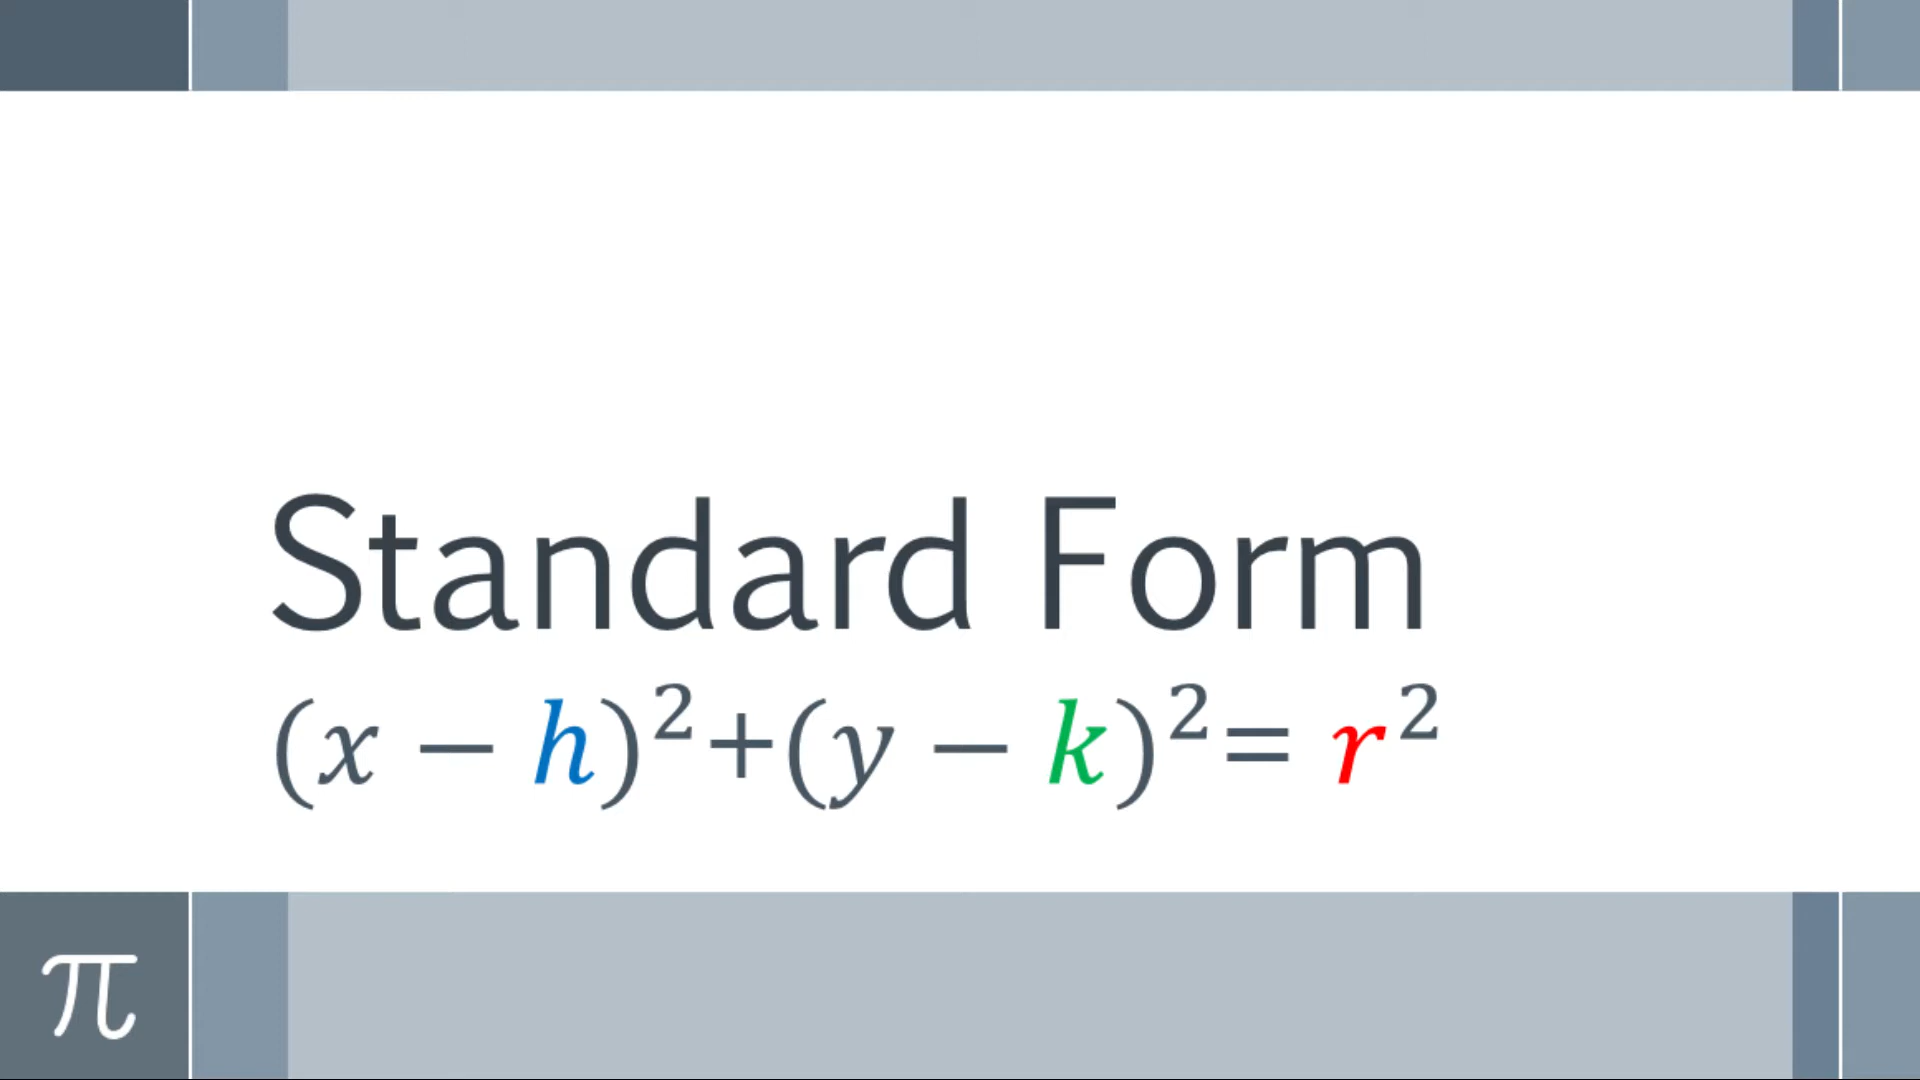 Standard Form
(x − h)²+(y − k)²= r²
π